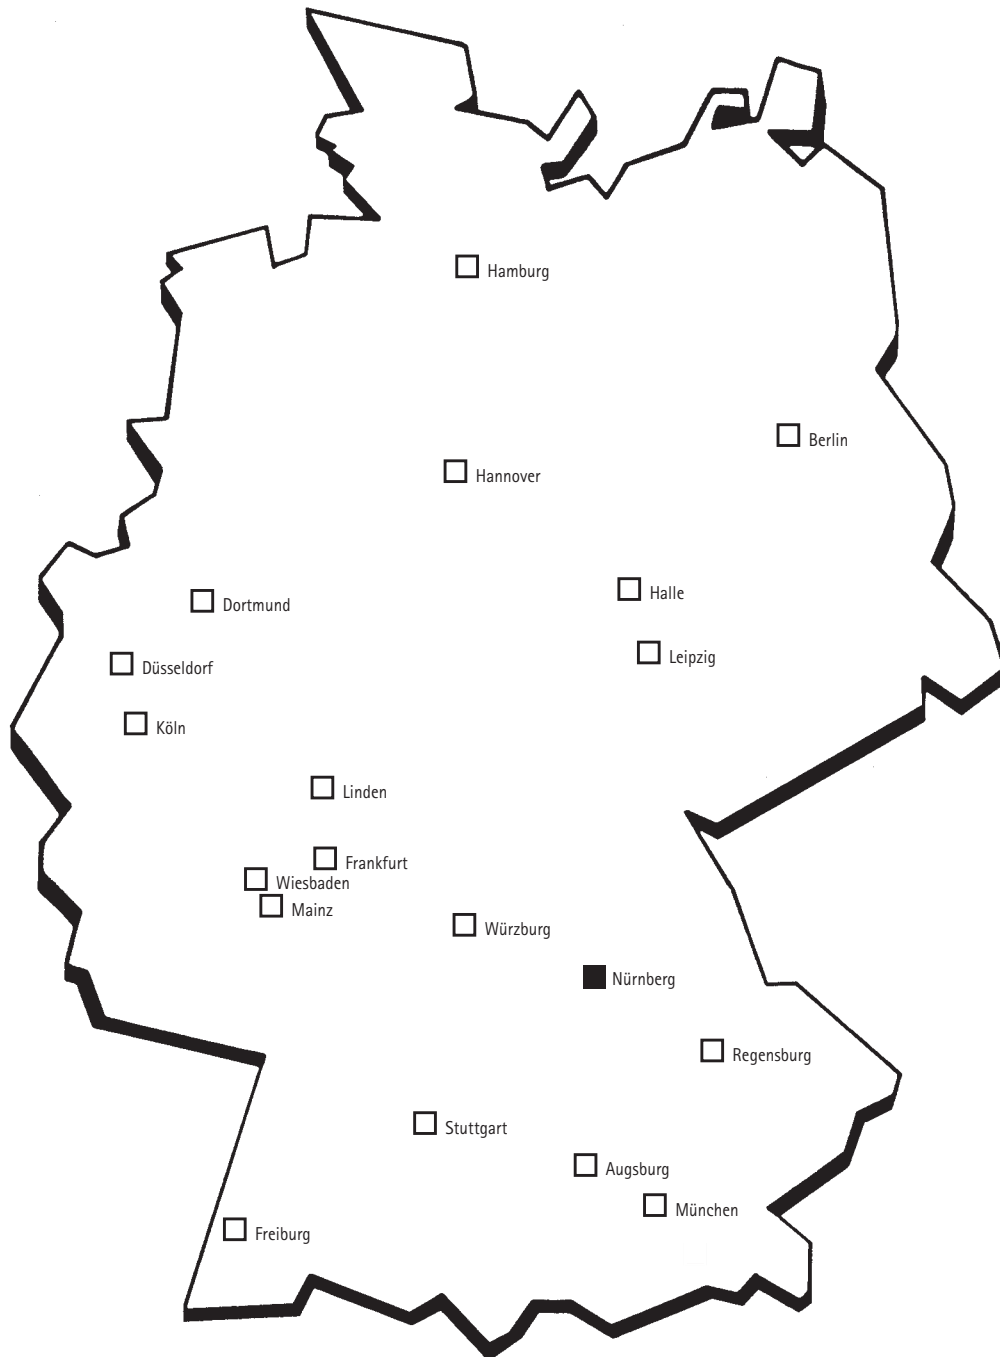 Hamburg
Berlin
Hannover
Halle
Dortmund
Leipzig
Düsseldorf
Köln
Linden
Frankfurt
Wiesbaden
Mainz
Würzburg
Nürnberg
Regensburg
Stuttgart
Augsburg
München
Freiburg